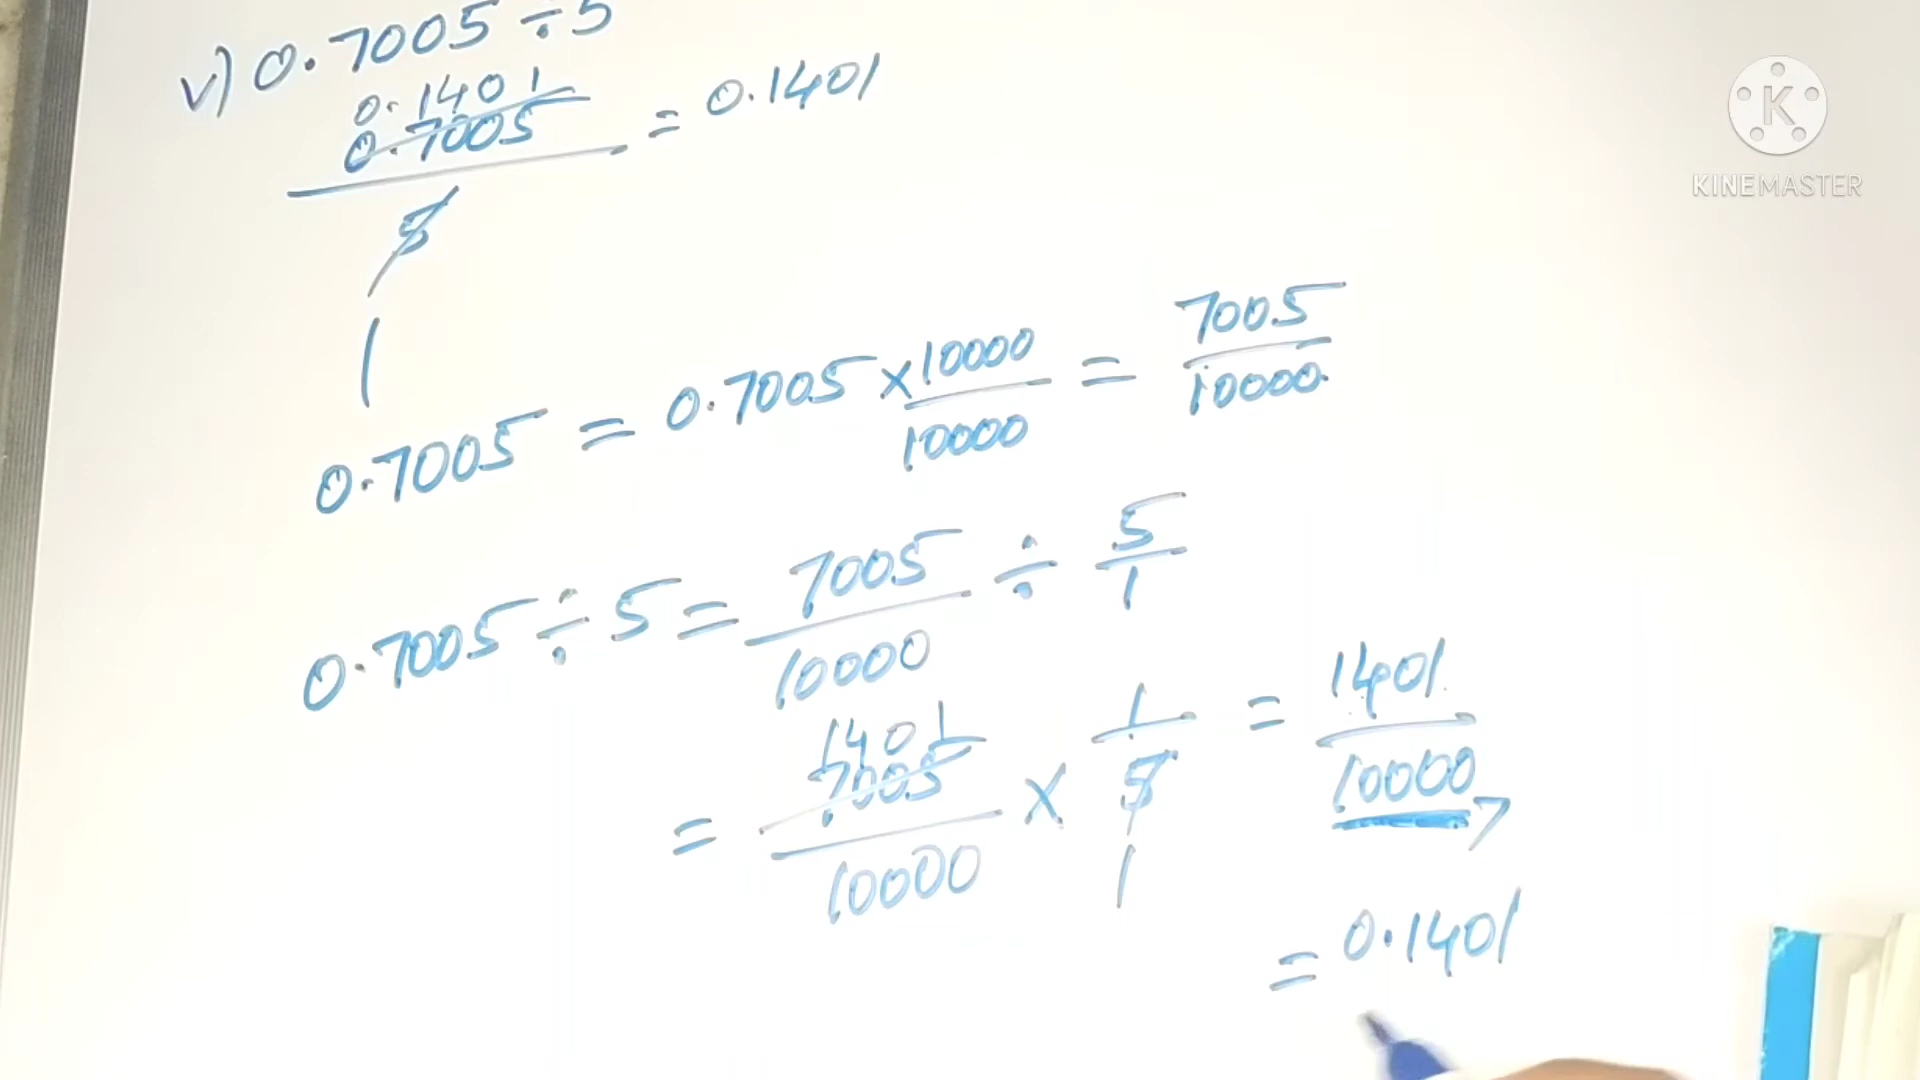 v) 0.7005 ÷ 5
0.1401
0.7005 = 0.1401
5
1
0.7005 = 0.7005 × 10000/10000 = 7005/10000
0.7005 ÷ 5 = 7005/10000 ÷ 5/1
1401
= 7005/10000 × 1/5 = 1401/10000
1
= 0.1401
K
KINEMASTER